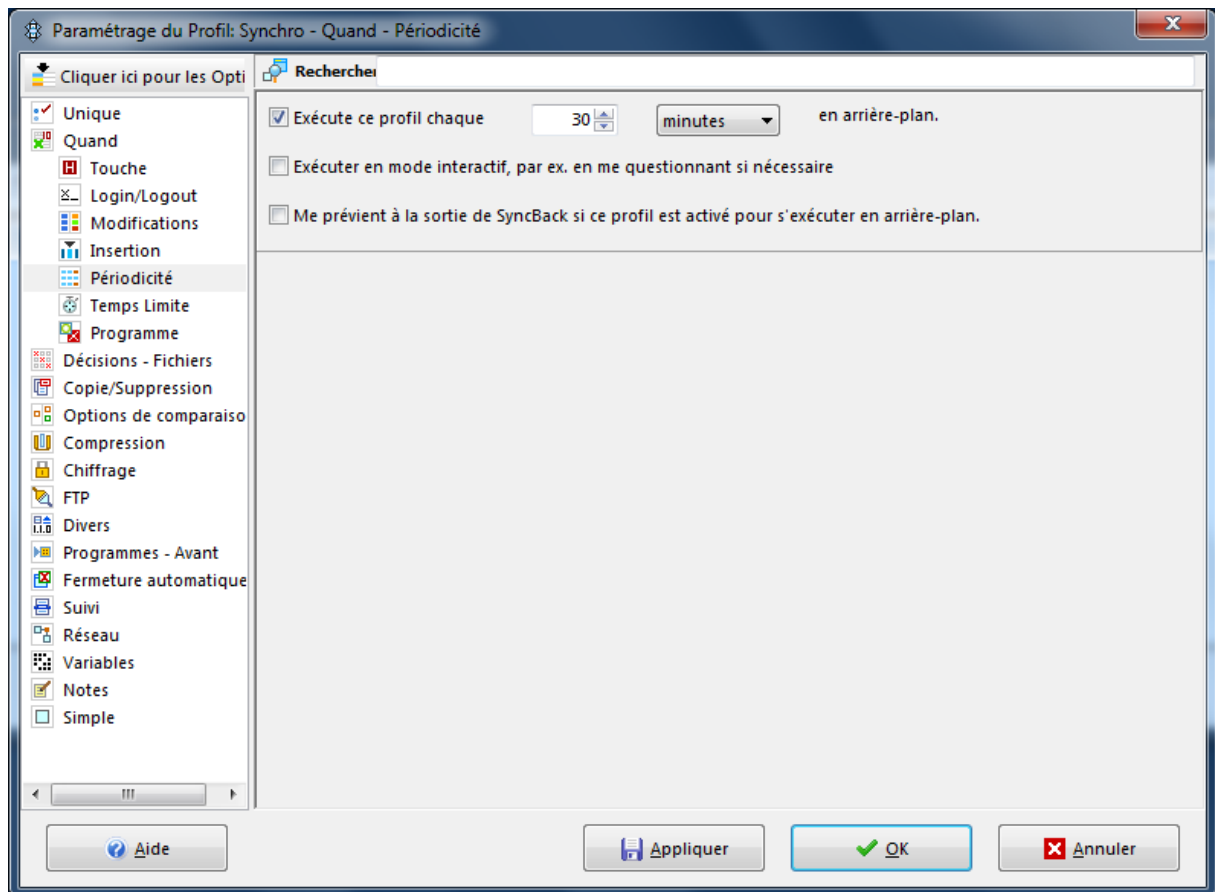 Paramétrage du Profil: Synchro - Quand - Périodicité
Cliquer ici pour les Opti
Rechercher
Unique
Quand
Touche
Login/Logout
Modifications
Insertion
Périodicité
Temps Limite
Programme
Décisions - Fichiers
Copie/Suppression
Options de comparaiso
Compression
Chiffrage
FTP
Divers
Programmes - Avant
Fermeture automatique
Suivi
Réseau
Variables
Notes
Simple
Exécute ce profil chaque 30 minutes en arrière-plan.
Exécuter en mode interactif, par ex. en me questionnant si nécessaire
Me prévient à la sortie de SyncBack si ce profil est activé pour s'exécuter en arrière-plan.
Aide
Appliquer
OK
Annuler